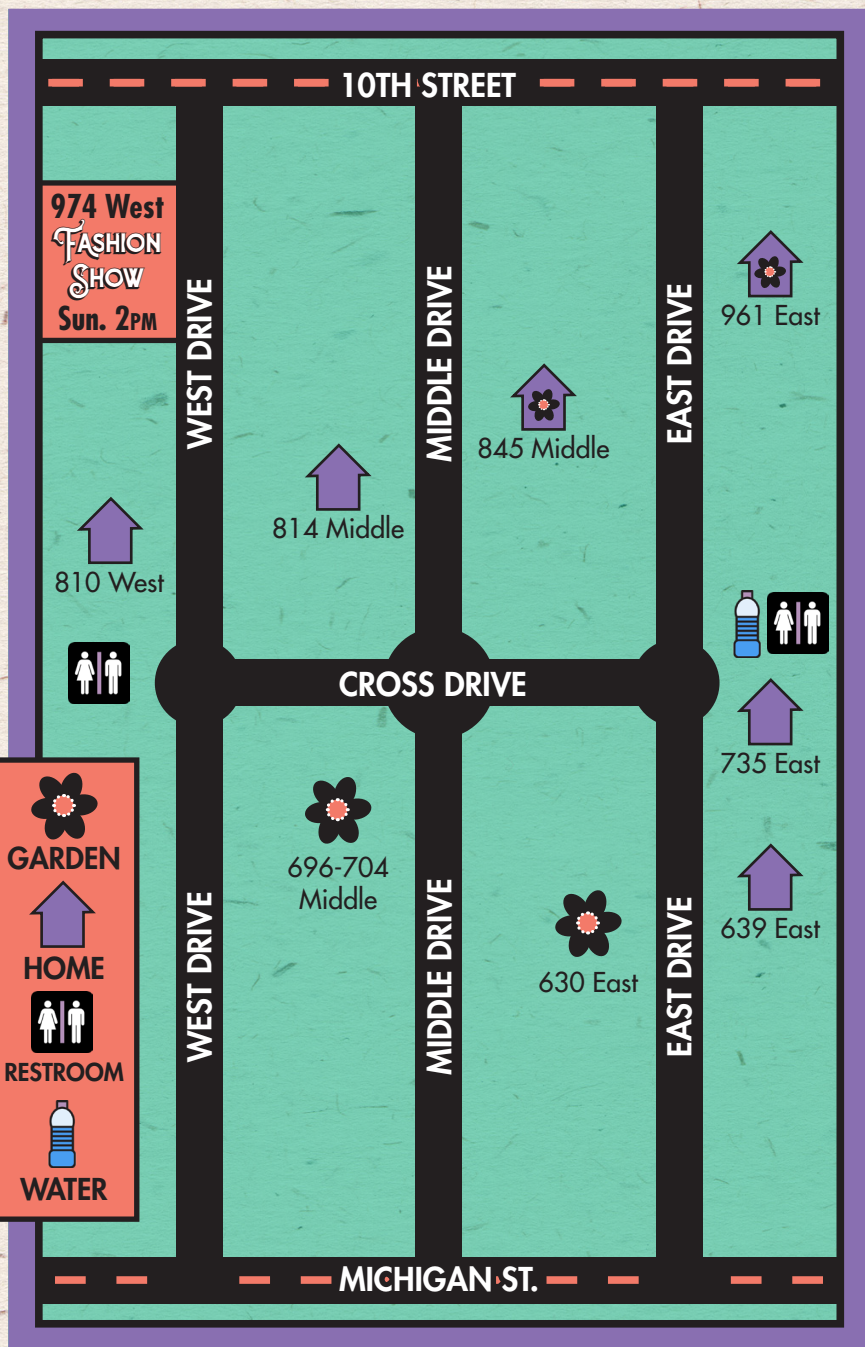 10TH STREET
974 West
FASHION
SHOW
Sun. 2PM
WEST DRIVE
MIDDLE DRIVE
EAST DRIVE
961 East
845 Middle
814 Middle
810 West
CROSS DRIVE
735 East
696-704
Middle
630 East
639 East
WEST DRIVE
MIDDLE DRIVE
EAST DRIVE
GARDEN
HOME
RESTROOM
WATER
MICHIGAN ST.